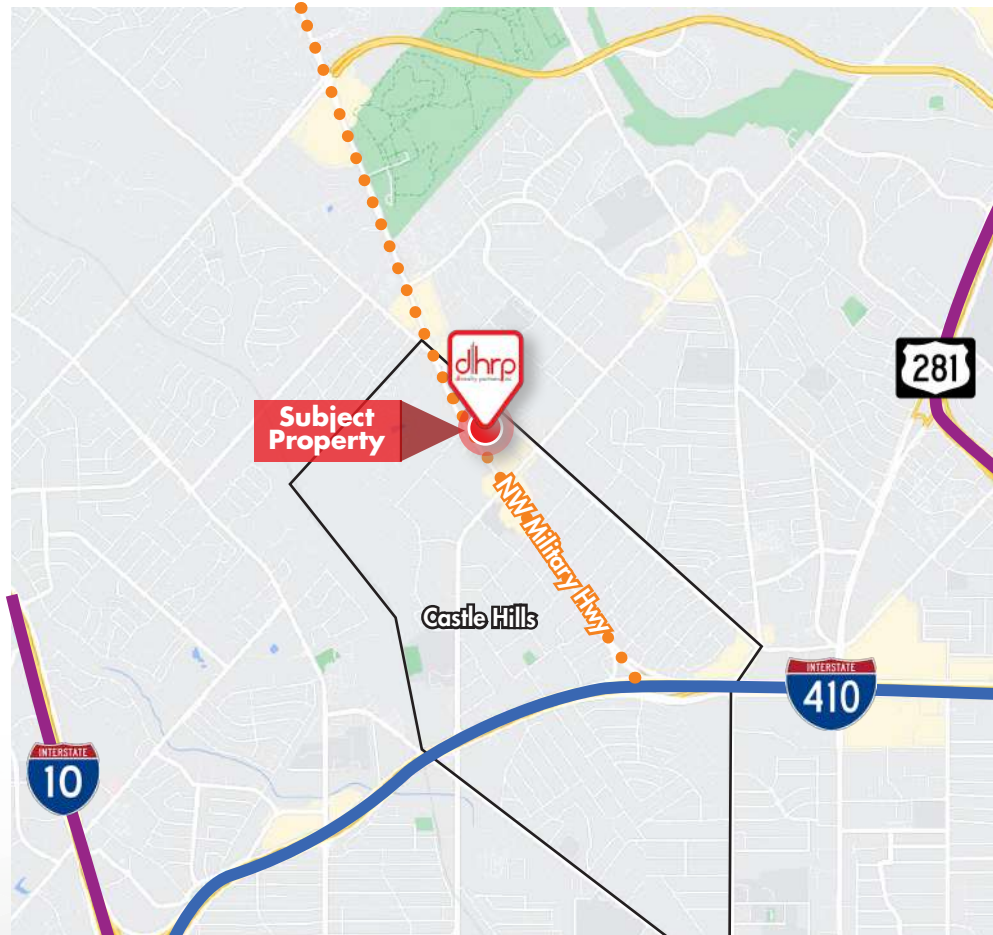 dhrp
281
Subject
Property
NW Military Hwy
Castle Hills
INTERSTATE
410
INTERSTATE
10